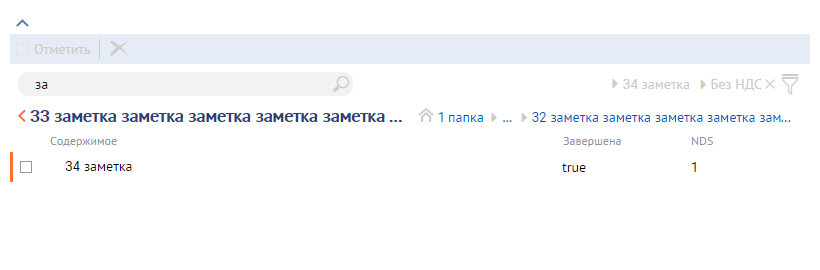 Отметить
за
34 заметка Без НДС
33 заметка заметка заметка заметка заметка ... 1 папка ... 32 заметка заметка заметка заметка зам...
Содержимое Завершена NDS
34 заметка true 1